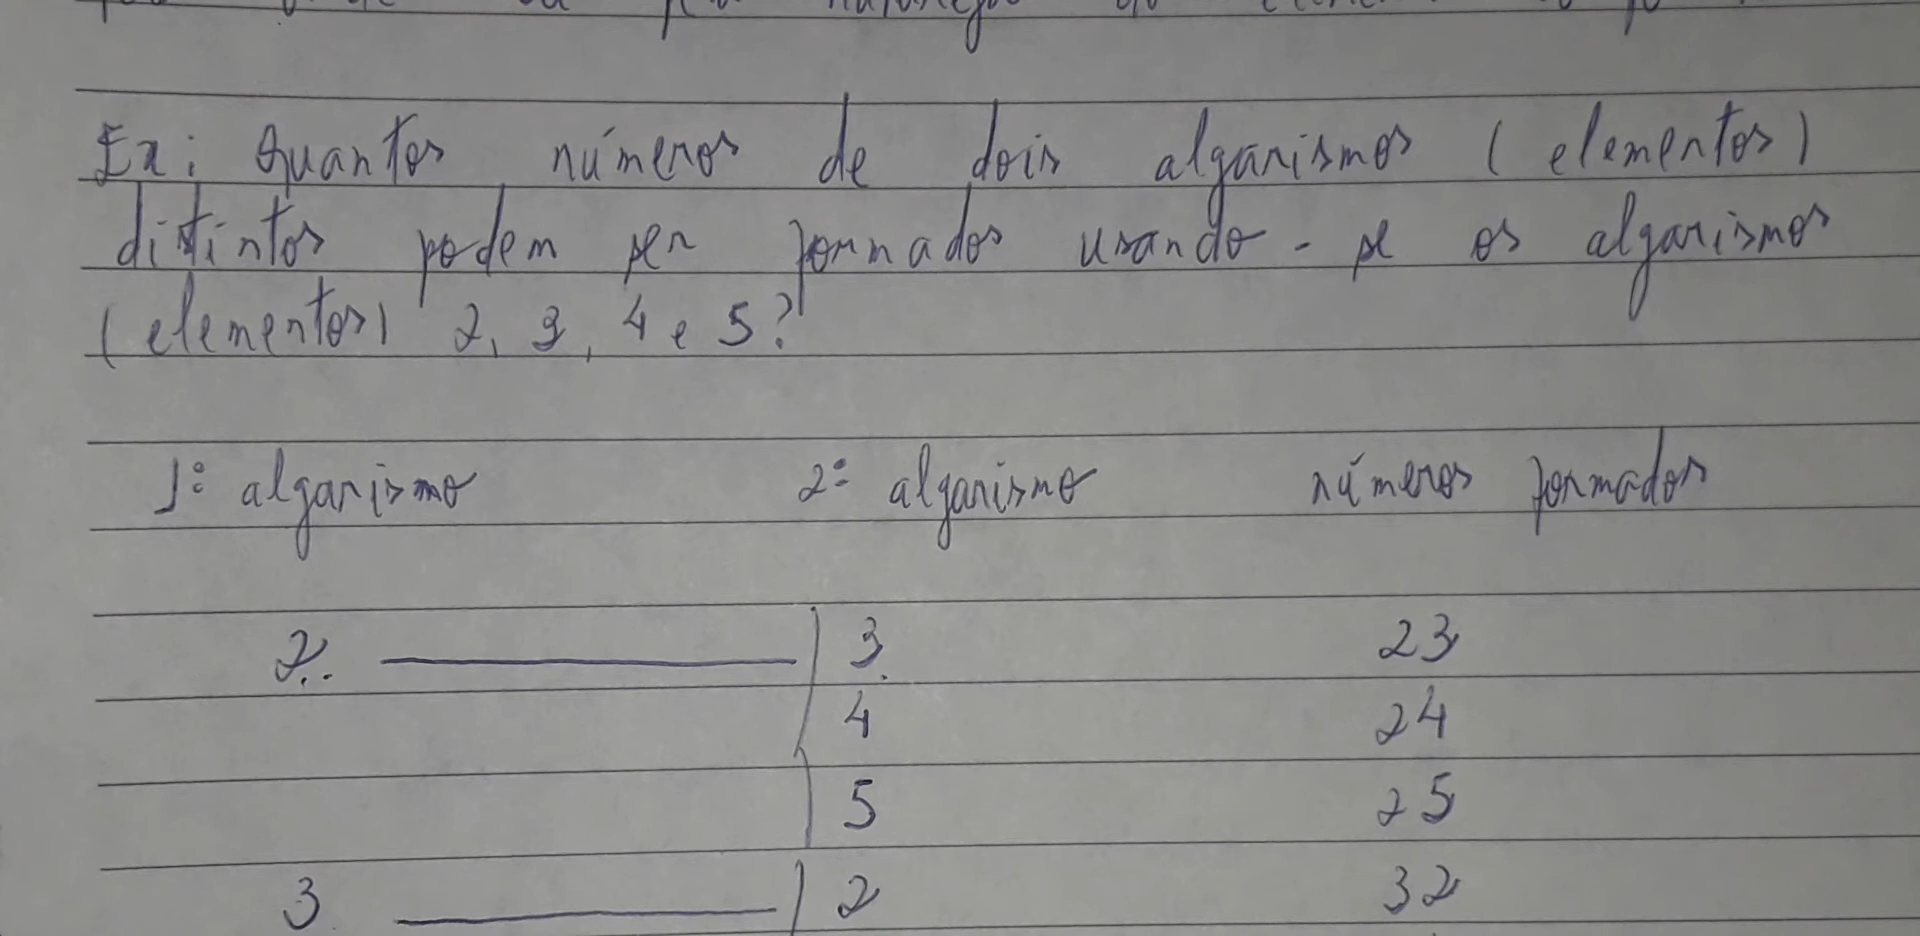 Ex: Quantos números de dois algarismos (elementos)
distintos podem ser formados usando-se os algarismos
(elementos) 2, 3, 4 e 5?
1º algarismo 2º algarismo números formados
2 3 23
4 24
5 25
3 2 32